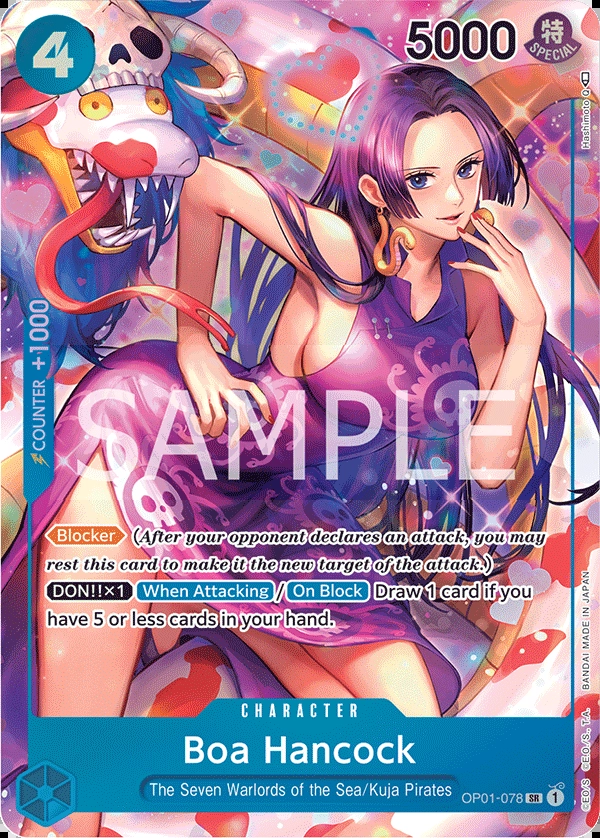 4
5000
特
SPECIAL
Hashimoto Q
COUNTER +1000
SAMPLE
Blocker (After your opponent declares an attack, you may
rest this card to make it the new target of the attack.)
DON!!×1 When Attacking / On Block Draw 1 card if you
have 5 or less cards in your hand.
BANDAI MADE IN JAPAN
©E.O/S. ©E.O./S., T.A.
CHARACTER
Boa Hancock
The Seven Warlords of the Sea/Kuja Pirates
OP01-078 SR 1